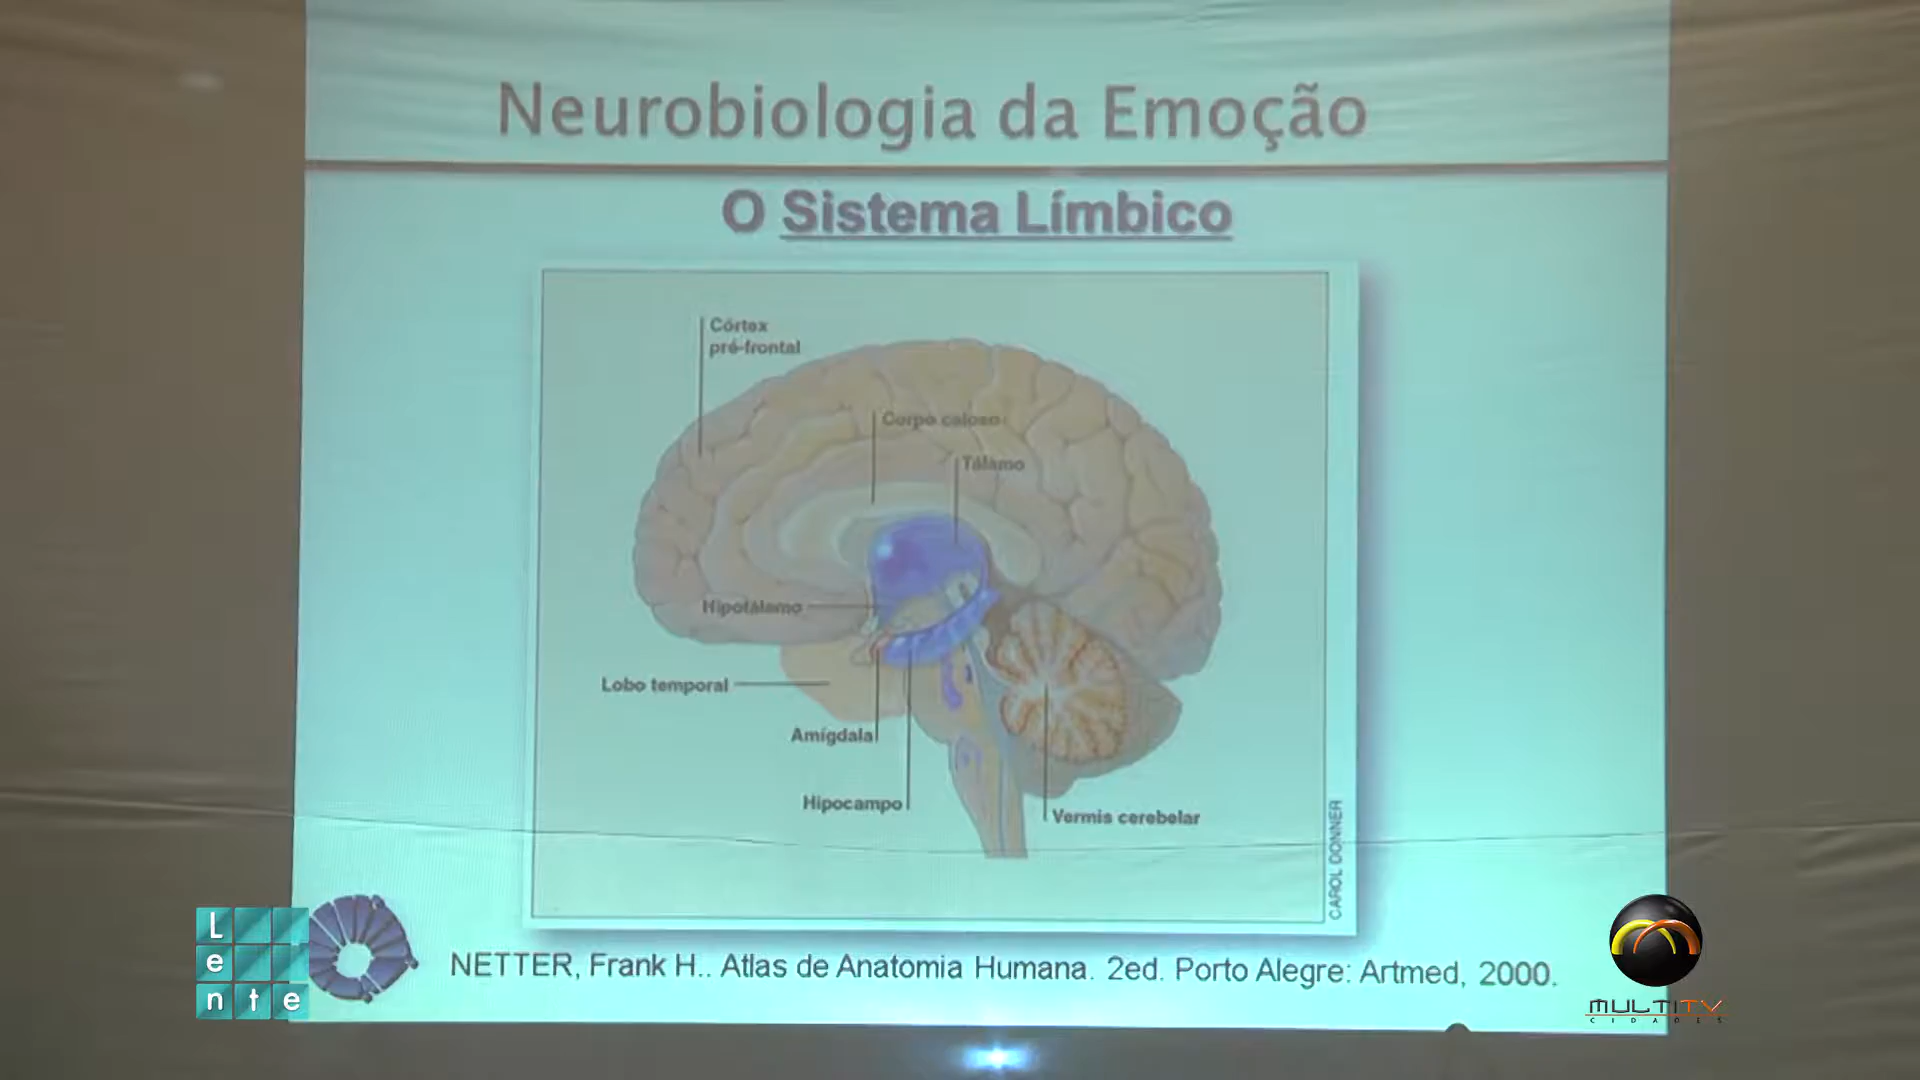 Neurobiologia da Emoção
O Sistema Límbico
Córtex
pré-frontal
Corpo caloso
Tálamo
Hipotálamo
Lobo temporal
Amígdala
Hipocampo
Vermis cerebelar
CAROL DONNER
NETTER, Frank H.. Atlas de Anatomia Humana. 2ed. Porto Alegre: Artmed, 2000.
L
e
n t e
MULTITV
CIDADES